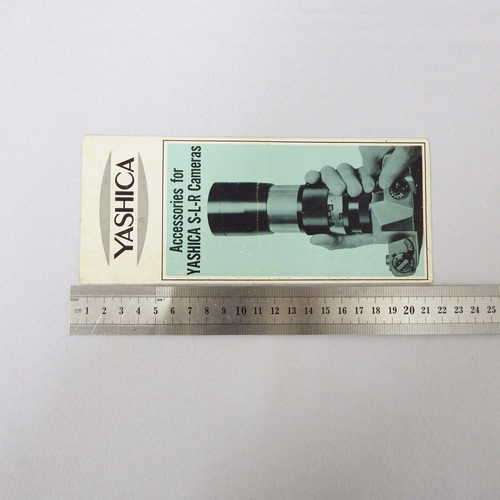 YASHICA
Accessories for
YASHICA S-L-R Cameras
1 2 3 4 5 6 7 8 9 10 11 12 13 14 15 16 17 18 19 20 21 22 23 24 25